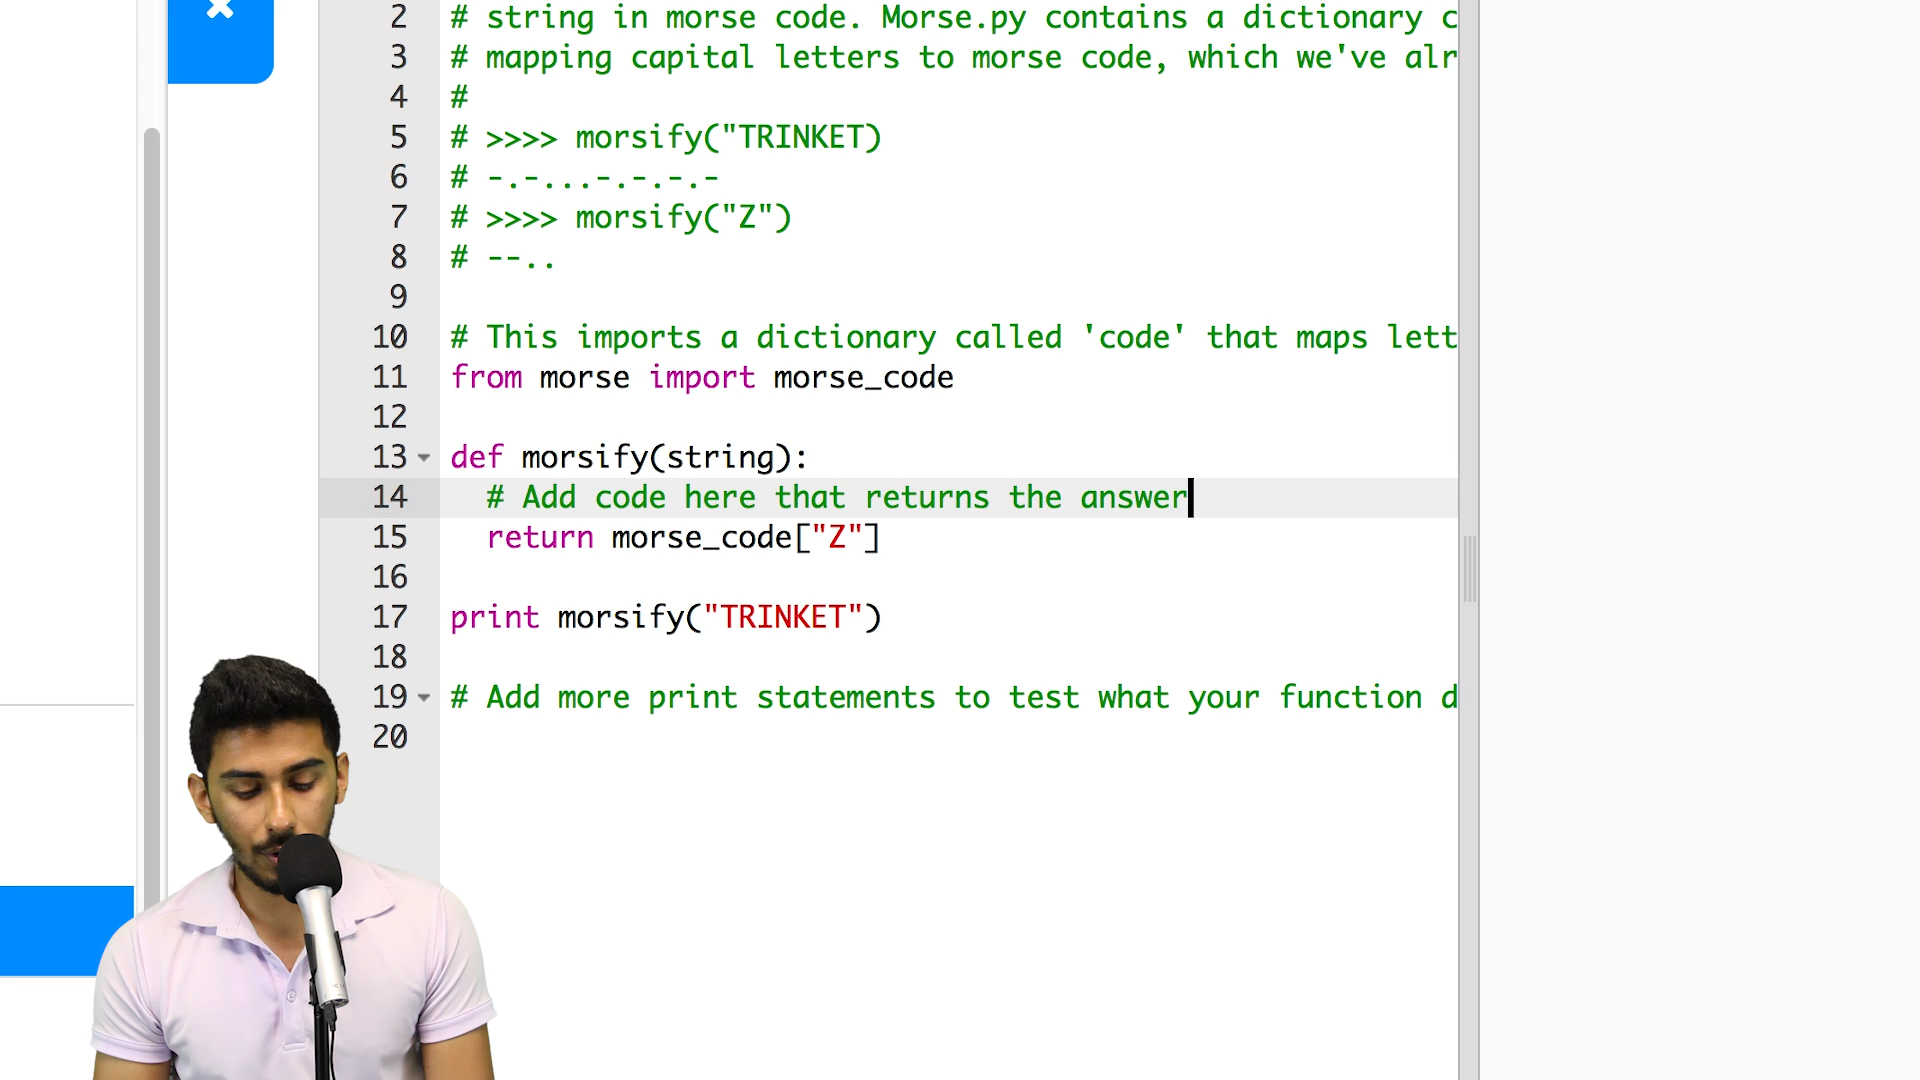 2 # string in morse code. Morse.py contains a dictionary c
3 # mapping capital letters to morse code, which we've alr
4 #
5 # >>>> morsify("TRINKET)
6 # -.-...-.-.-.-
7 # >>>> morsify("Z")
8 # --..
9
10 # This imports a dictionary called 'code' that maps lett
11 from morse import morse_code
12
13 def morsify(string):
14 # Add code here that returns the answer
15 return morse_code["Z"]
16
17 print morsify("TRINKET")
18
19 # Add more print statements to test what your function d
20